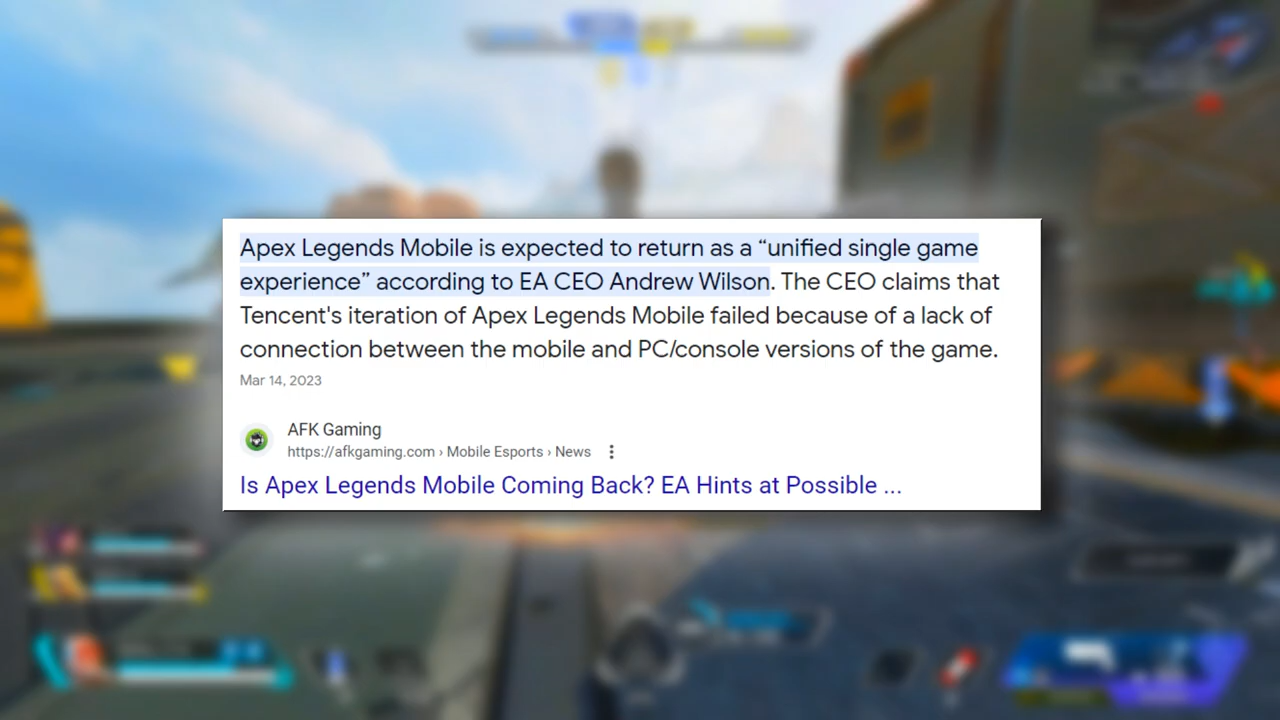 Apex Legends Mobile is expected to return as a “unified single game
experience” according to EA CEO Andrew Wilson. The CEO claims that
Tencent's iteration of Apex Legends Mobile failed because of a lack of
connection between the mobile and PC/console versions of the game.
Mar 14, 2023
AFK Gaming
https://afkgaming.com › Mobile Esports › News
Is Apex Legends Mobile Coming Back? EA Hints at Possible ...